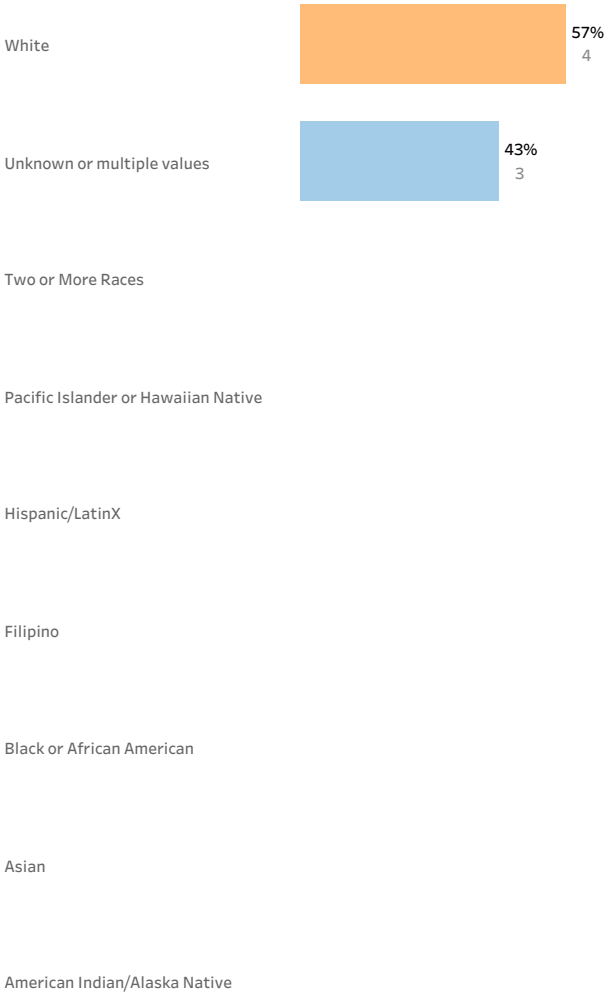 White
57%
4
Unknown or multiple values
43%
3
Two or More Races
Pacific Islander or Hawaiian Native
Hispanic/LatinX
Filipino
Black or African American
Asian
American Indian/Alaska Native